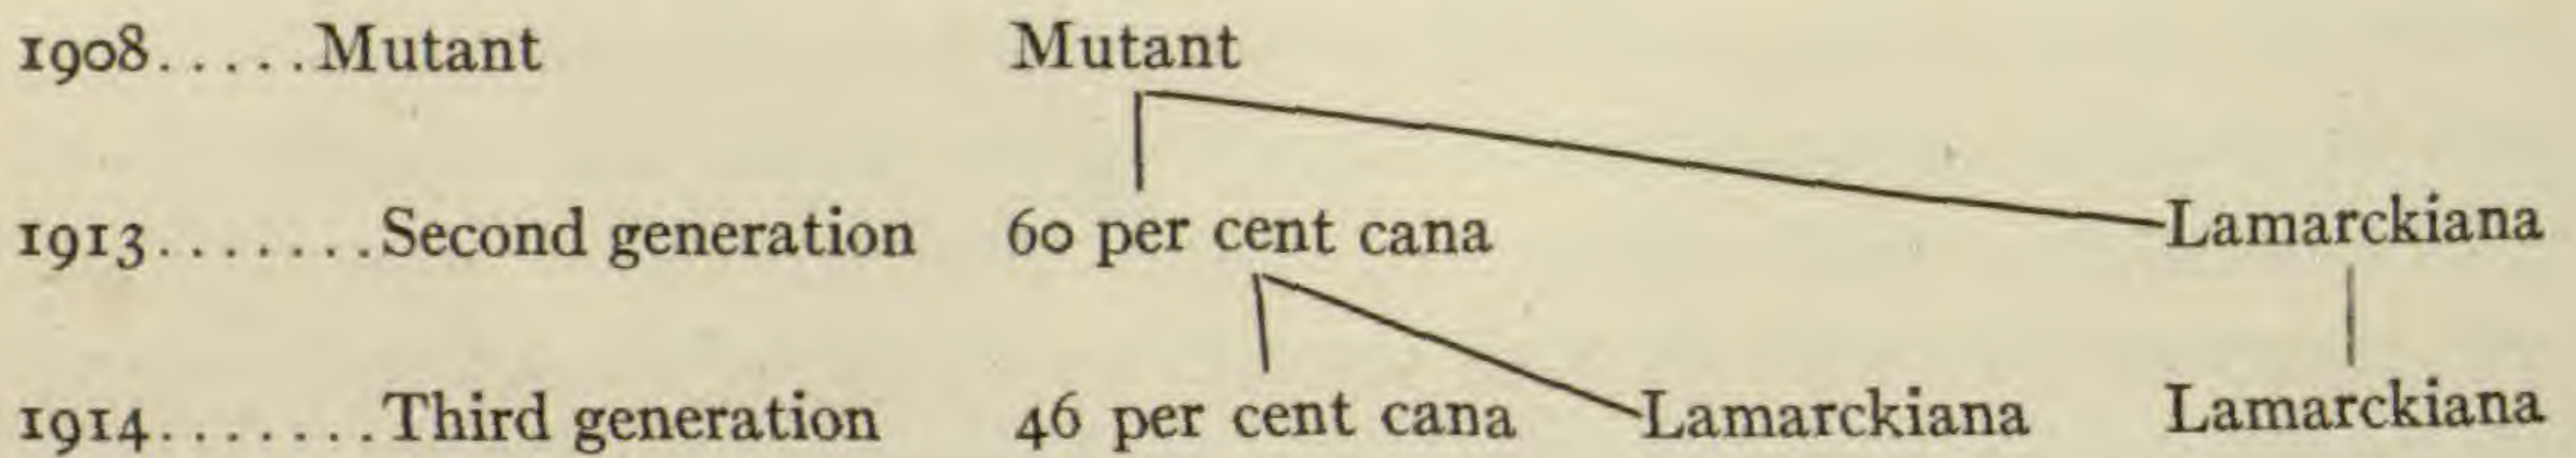 1908.....Mutant Mutant
1913.......Second generation 60 per cent cana Lamarckiana
1914.......Third generation 46 per cent cana Lamarckiana Lamarckiana